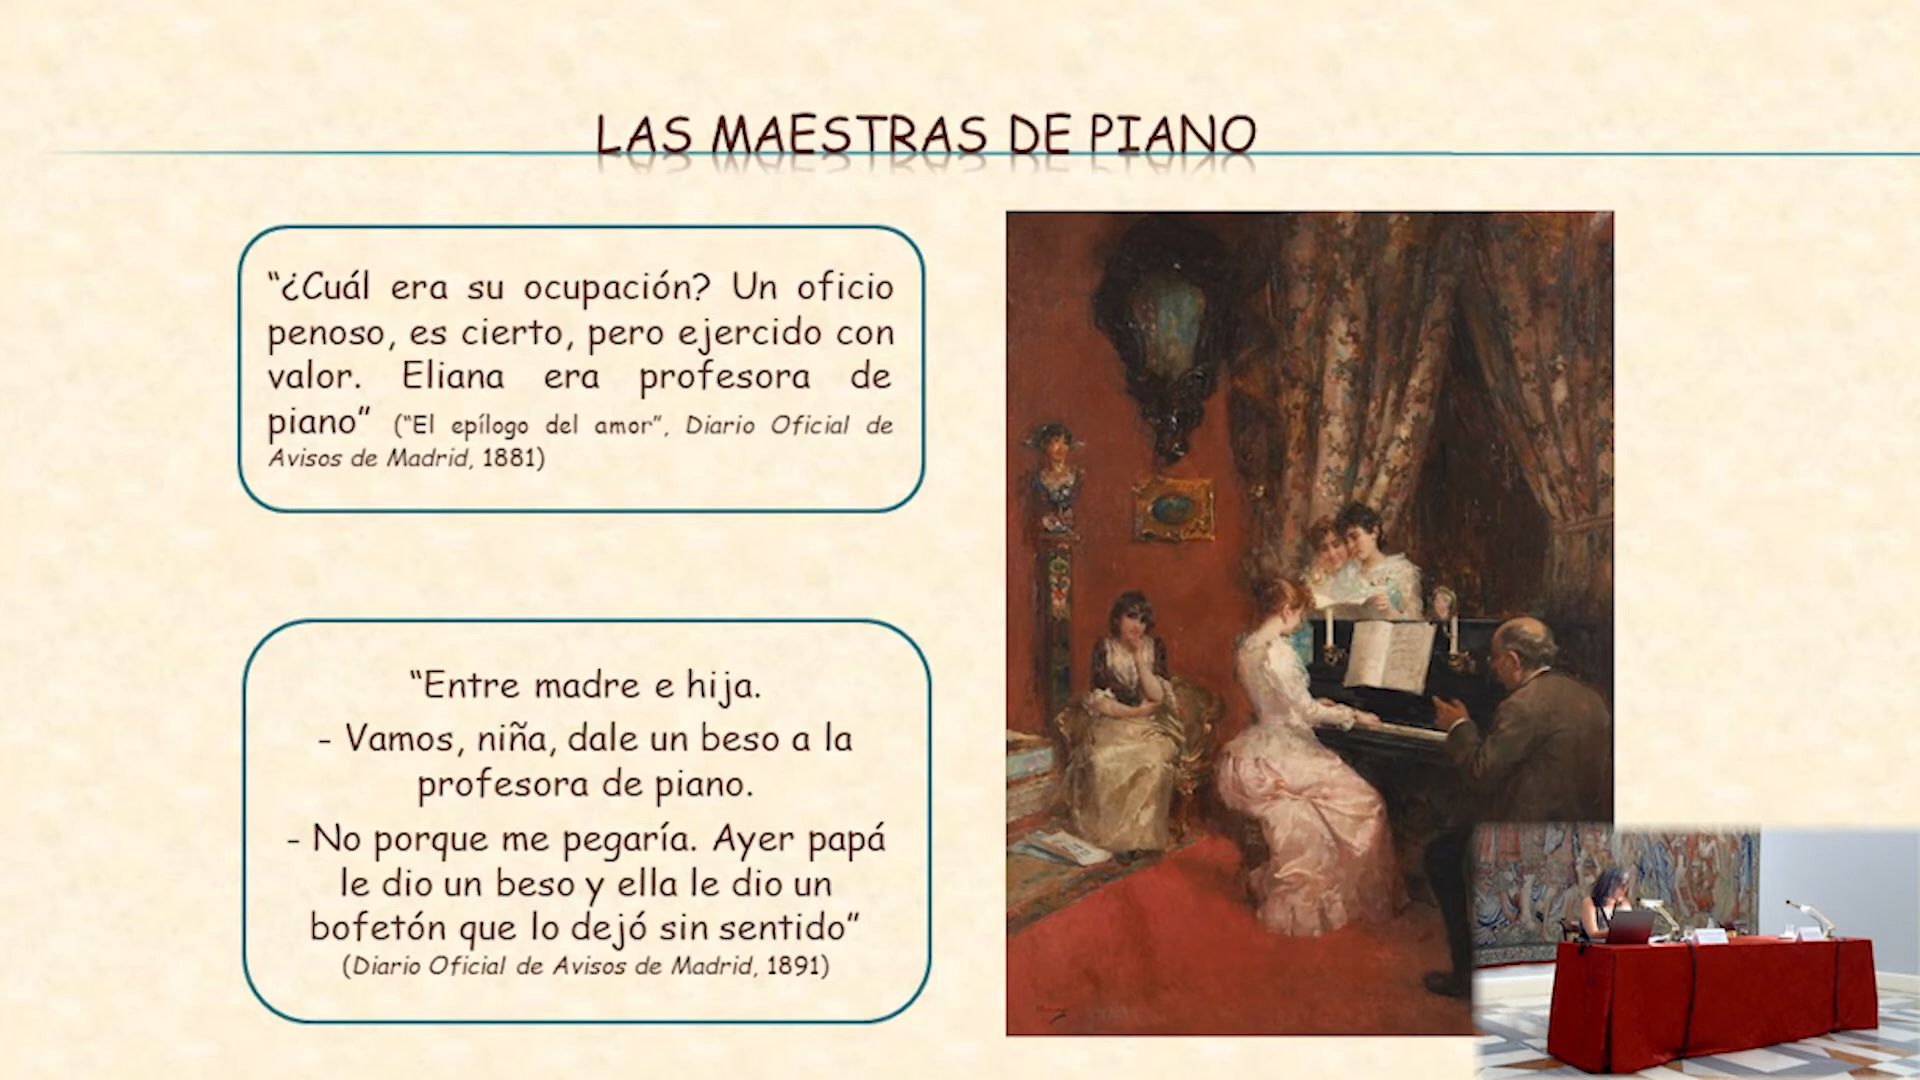 LAS MAESTRAS DE PIANO
“¿Cuál era su ocupación? Un oficio
penoso, es cierto, pero ejercido con
valor. Eliana era profesora de
piano” (“El epílogo del amor”, Diario Oficial de
Avisos de Madrid, 1881)
“Entre madre e hija.
- Vamos, niña, dale un beso a la
profesora de piano.
- No porque me pegaría. Ayer papá
le dio un beso y ella le dio un
bofetón que lo dejó sin sentido”
(Diario Oficial de Avisos de Madrid, 1891)